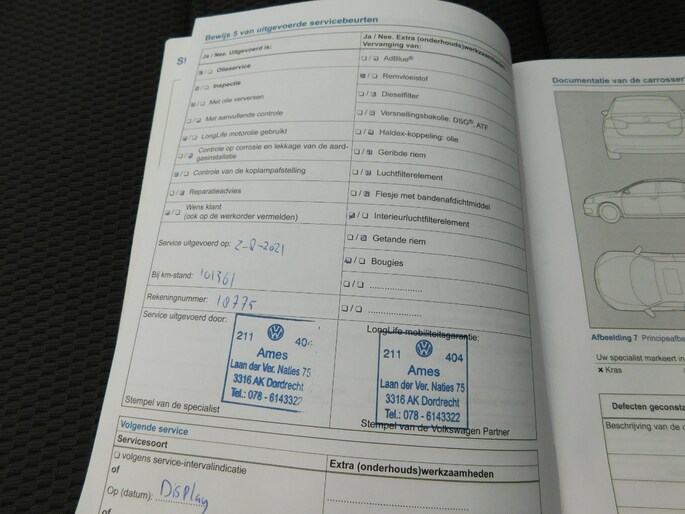 Bewijs 5 van uitgevoerde servicebeurten
Ja / Nee. Uitgevoerd is:
Olieservice
Inspectie
Met olie verversen
Met aanvullende controle
LongLife motorolie gebruikt
Controle op corrosie en lekkage van de aard-
gasinstallatie
Controle van de koplampafstelling
Reparatieadvies
Wens klant
(ook op de werkorder vermelden)
Service uitgevoerd op:
Bij km-stand: 101361
Rekeningnummer: 10775
Service uitgevoerd door:
211 404
Ames
Laan der Ver. Naties 75
3316 AK Dordrecht
Tel.: 078 - 6143322
Stempel van de specialist
Ja / Nee. Extra (onderhouds)werkzaamheden
Vervanging van:
AdBlue®
Remvloeistof
Dieselfilter
Versnellingsbakolie: DSG®, ATF
Haldex-koppeling: olie
Geribde riem
Luchtfilterelement
Flesje met bandenafdichtmiddel
Interieurluchtfilterelement
Getande riem
Bougies
LongLife mobiliteitsgarantie:
211 404
Ames
Laan der Ver. Naties 75
3316 AK Dordrecht
Tel.: 078 - 6143322
Stempel van de Volkswagen Partner
Volgende service
Servicesoort
volgens service-intervalindicatie
of
Op (datum): Display
of
Extra (onderhouds)werkzaamheden
Documentatie van de carrosser
Afbeelding 7 Principeafbe
Uw specialist markeert in
× Kras
Defecten geconsta
Beschrijving van de